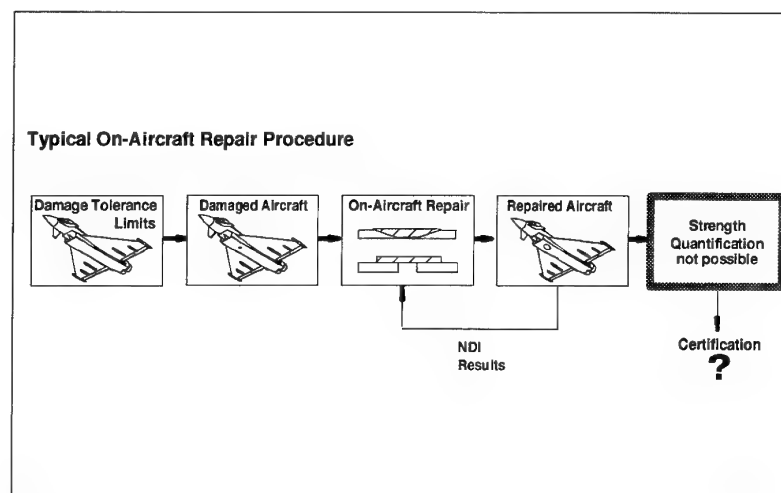 Typical On-Aircraft Repair Procedure
Damage Tolerance
Limits
Damaged Aircraft
On-Aircraft Repair
Repaired Aircraft
Strength
Quantification
not possible
NDI
Results
Certification
?